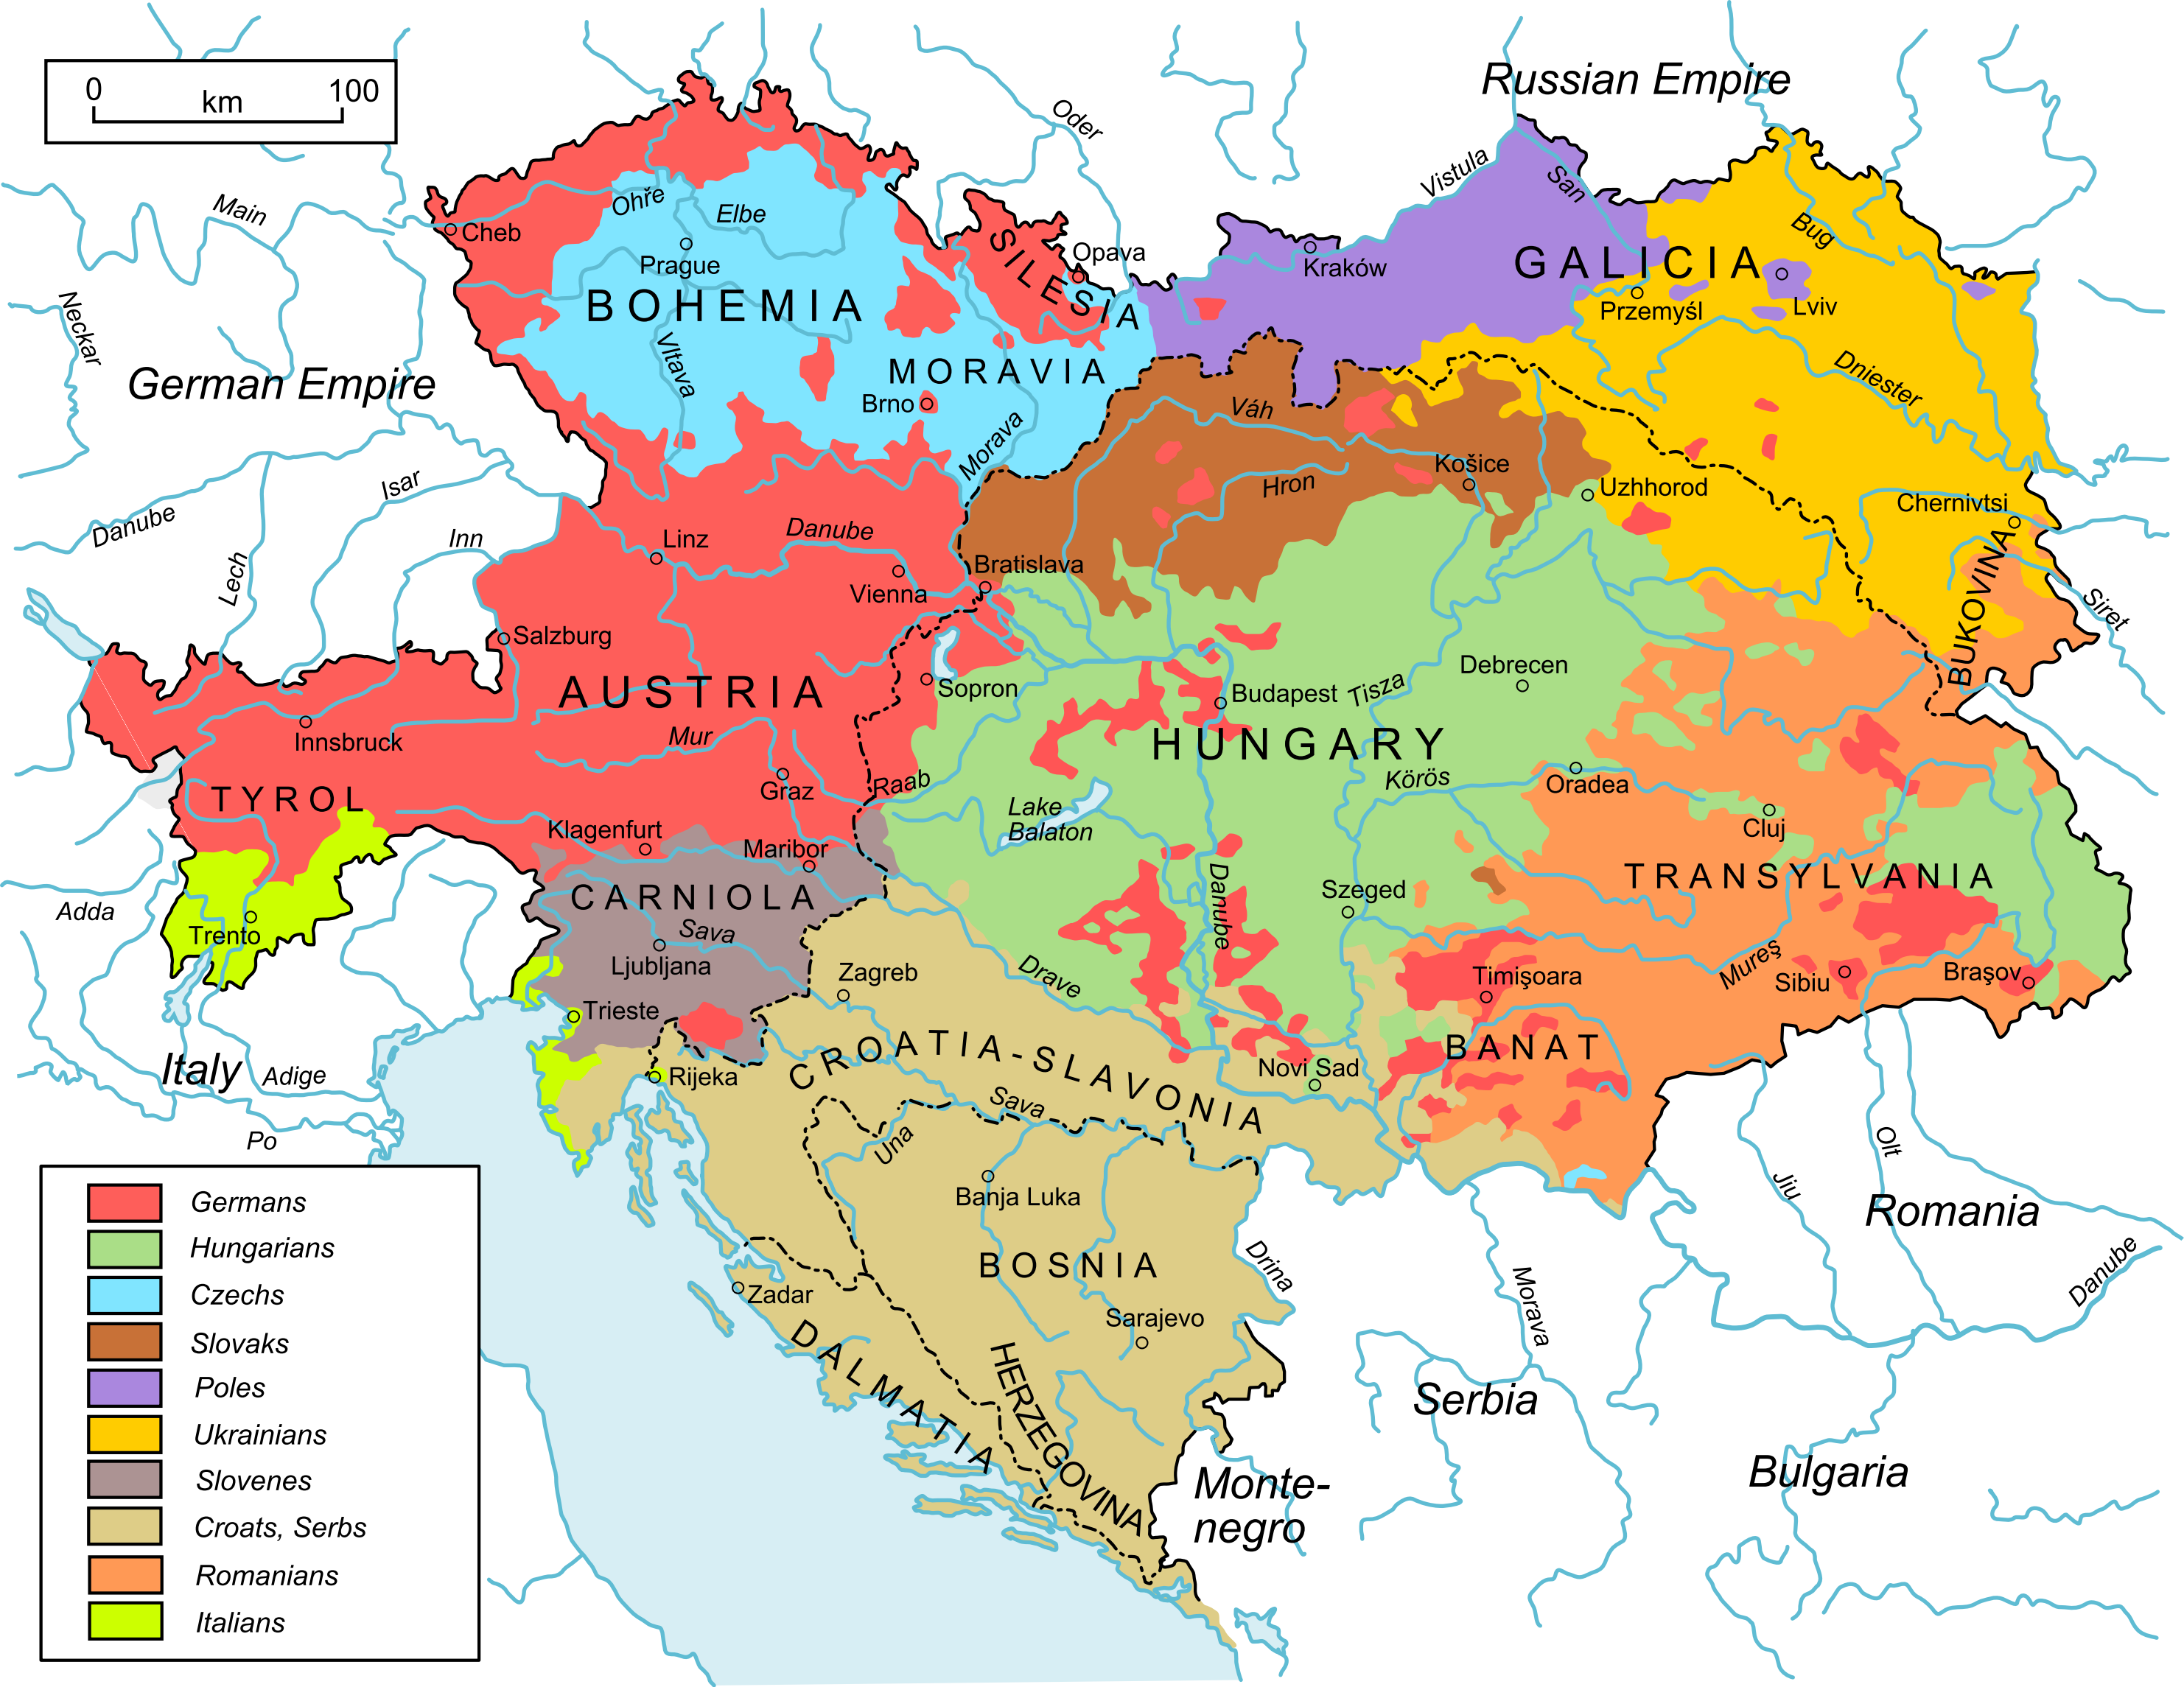 0 100
km
Russian Empire
German Empire
Italy
Romania
Serbia
Bulgaria
Monte-
negro
BOHEMIA
MORAVIA
SILESIA
GALICIA
BUKOVINA
AUSTRIA
TYROL
CARNIOLA
HUNGARY
TRANSYLVANIA
BANAT
CROATIA-SLAVONIA
BOSNIA
HERZEGOVINA
DALMATIA
Cheb
Prague
Opava
Brno
Kraków
Przemyśl
Lviv
Košice
Uzhhorod
Chernivtsi
Linz
Vienna
Bratislava
Salzburg
Sopron
Budapest
Debrecen
Innsbruck
Graz
Oradea
Cluj
Klagenfurt
Maribor
Szeged
Trento
Ljubljana
Zagreb
Timişoara
Sibiu
Braşov
Trieste
Rijeka
Novi Sad
Banja Luka
Zadar
Sarajevo
Main
Neckar
Ohře
Elbe
Vltava
Oder
Vistula
San
Bug
Dniester
Morava
Váh
Hron
Danube
Isar
Inn
Lech
Danube
Siret
Mur
Raab
Lake
Balaton
Tisza
Körös
Danube
Adda
Sava
Drave
Mureş
Adige
Po
Una
Sava
Drina
Morava
Jiu
Olt
Danube
Germans
Hungarians
Czechs
Slovaks
Poles
Ukrainians
Slovenes
Croats, Serbs
Romanians
Italians